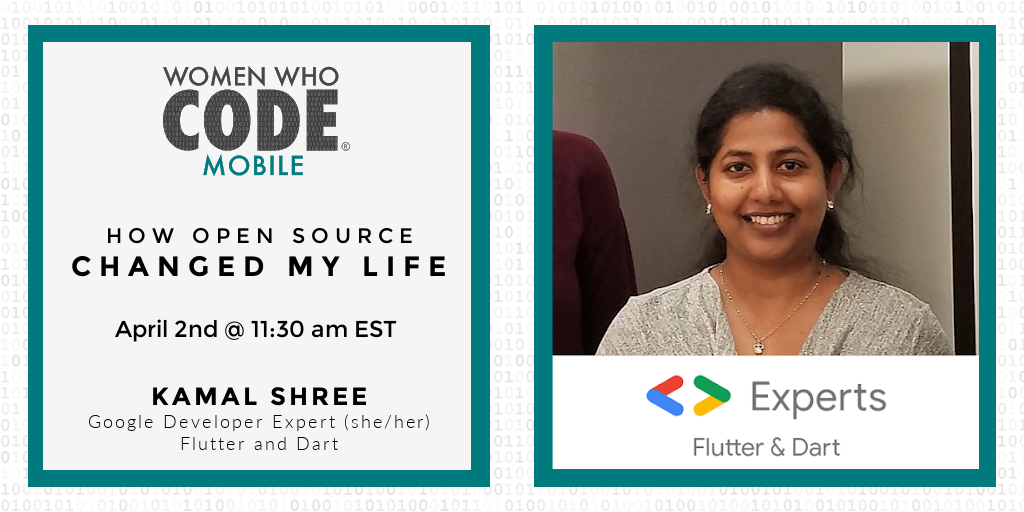 WOMEN WHO
CODE®
MOBILE
HOW OPEN SOURCE
CHANGED MY LIFE
April 2nd @ 11:30 am EST
KAMAL SHREE
Google Developer Expert (she/her)
Flutter and Dart
Experts
Flutter & Dart